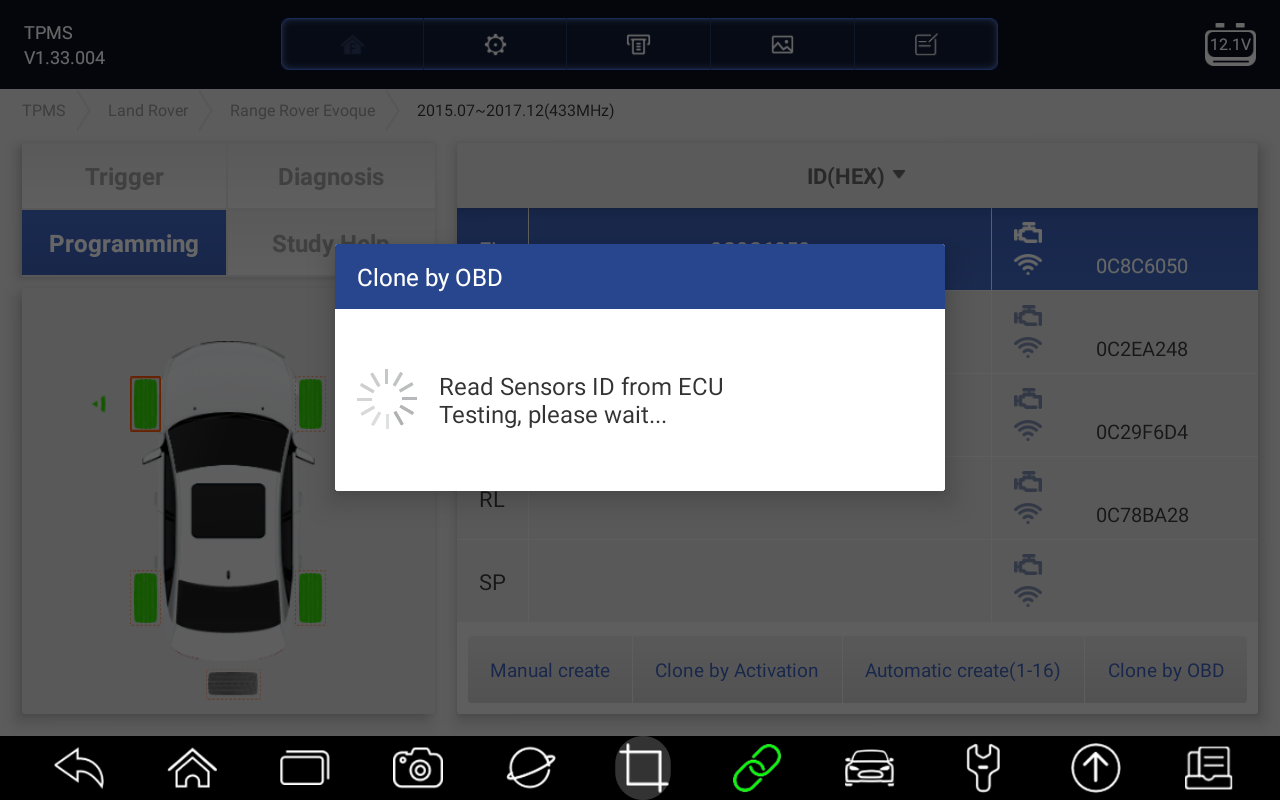 TPMS
V1.33.004
12.1V
TPMS
Land Rover
Range Rover Evoque
2015.07~2017.12(433MHz)
Trigger
Diagnosis
Programming
Study Help
ID(HEX)
0C8C6050
0C2EA248
0C29F6D4
RL
0C78BA28
SP
Clone by OBD
Read Sensors ID from ECU
Testing, please wait...
Manual create
Clone by Activation
Automatic create(1-16)
Clone by OBD